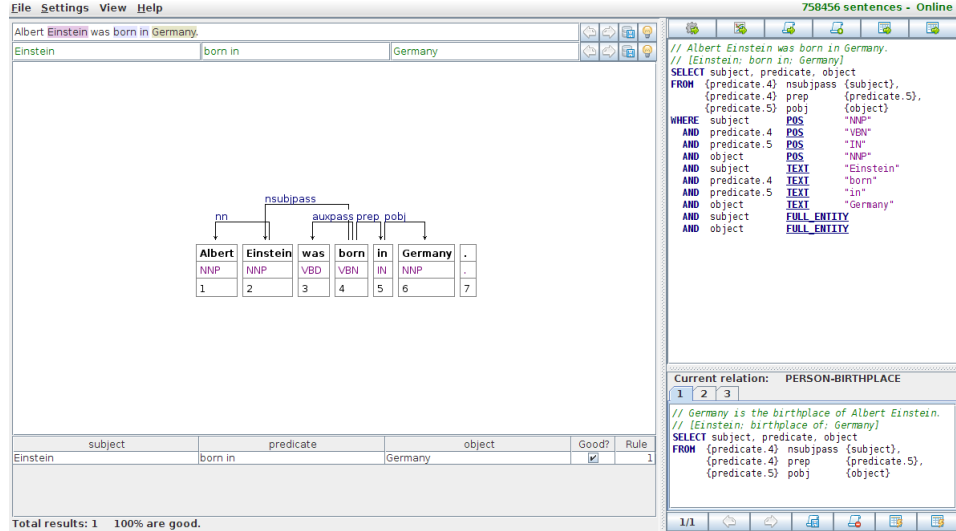 File Settings View Help
758456 sentences - Online
Albert Einstein was born in Germany.
Einstein born in Germany
nsubjpass
nn auxpass prep pobj
Albert Einstein was born in Germany .
NNP NNP VBD VBN IN NNP .
1 2 3 4 5 6 7
subject predicate object Good? Rule
Einstein born in Germany 1
Total results: 1 100% are good.
// Albert Einstein was born in Germany.
// [Einstein; born in; Germany]
SELECT subject, predicate, object
FROM {predicate.4} nsubjpass {subject},
{predicate.4} prep {predicate.5},
{predicate.5} pobj {object}
WHERE subject POS "NNP"
AND predicate.4 POS "VBN"
AND predicate.5 POS "IN"
AND object POS "NNP"
AND subject TEXT "Einstein"
AND predicate.4 TEXT "born"
AND predicate.5 TEXT "in"
AND object TEXT "Germany"
AND subject FULL_ENTITY
AND object FULL_ENTITY
Current relation: PERSON-BIRTHPLACE
1 2 3
// Germany is the birthplace of Albert Einstein.
// [Einstein; birthplace of; Germany]
SELECT subject, predicate, object
FROM {predicate.4} nsubjpass {subject},
{predicate.4} prep {predicate.5},
{predicate.5} pobj {object}
1/1